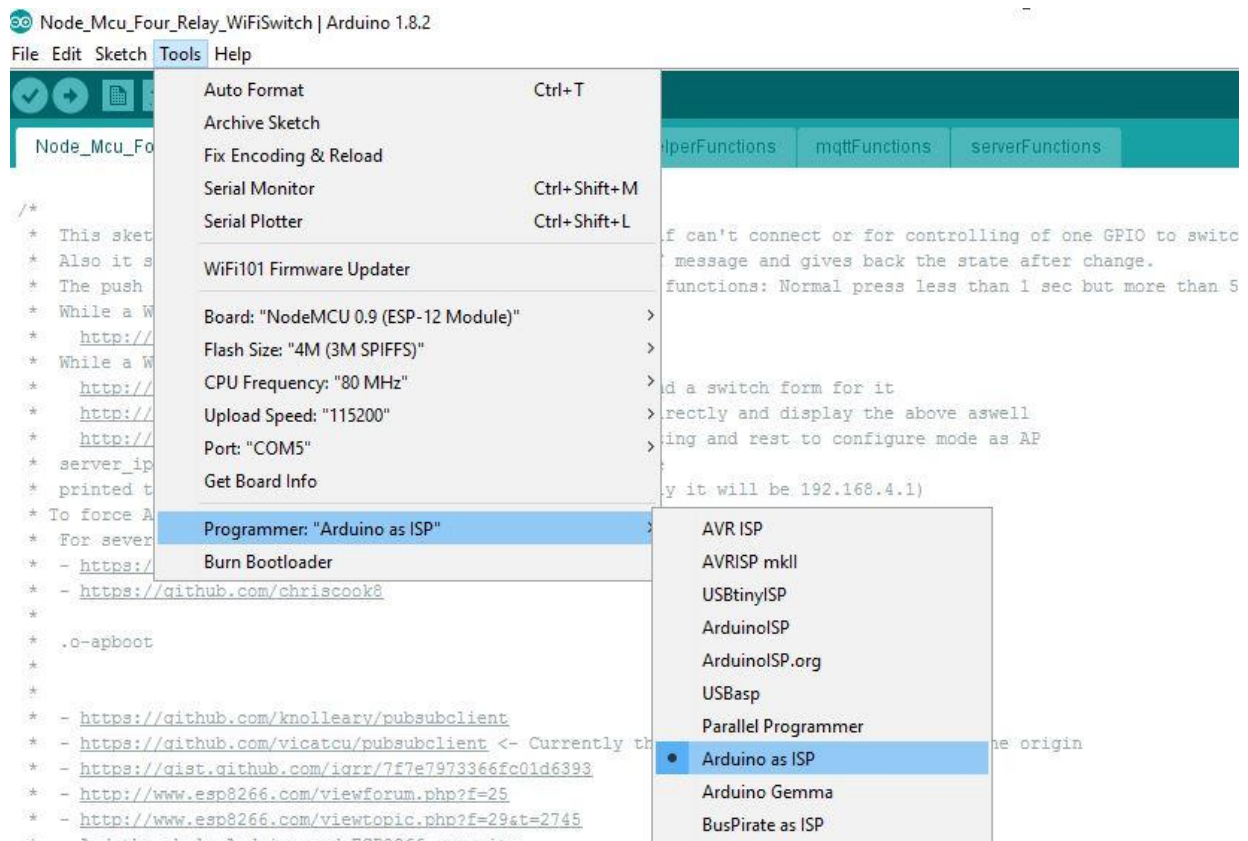 Node_Mcu_Four_Relay_WiFiSwitch | Arduino 1.8.2
File Edit Sketch Tools Help
Node_Mcu_Fo
lperFunctions mqttFunctions serverFunctions
Auto Format Ctrl+T
Archive Sketch
Fix Encoding & Reload
Serial Monitor Ctrl+Shift+M
Serial Plotter Ctrl+Shift+L
WiFi101 Firmware Updater
Board: "NodeMCU 0.9 (ESP-12 Module)"
Flash Size: "4M (3M SPIFFS)"
CPU Frequency: "80 MHz"
Upload Speed: "115200"
Port: "COM5"
Get Board Info
Programmer: "Arduino as ISP"
Burn Bootloader
AVR ISP
AVRISP mkII
USBtinyISP
ArduinoISP
ArduinoISP.org
USBasp
Parallel Programmer
Arduino as ISP
Arduino Gemma
BusPirate as ISP
/*
* This sket f can't connect or for controlling of one GPIO to switc
* Also it s message and gives back the state after change.
* The push functions: Normal press less than 1 sec but more than 5
* While a W
* http://
* While a W
* http:// d a switch form for it
* http:// rectly and display the above aswell
* http:// ing and rest to configure mode as AP
* server_ip
* printed t y it will be 192.168.4.1)
* To force A
* For sever
* - https:/
* - https://github.com/chriscook8
*
* .o-apboot
*
*
* - https://github.com/knolleary/pubsubclient
* - https://github.com/vicatcu/pubsubclient <- Currently th e origin
* - https://gist.github.com/igrr/7f7e7973366fc01d6393
* - http://www.esp8266.com/viewforum.php?f=25
* - http://www.esp8266.com/viewtopic.php?f=29&t=2745